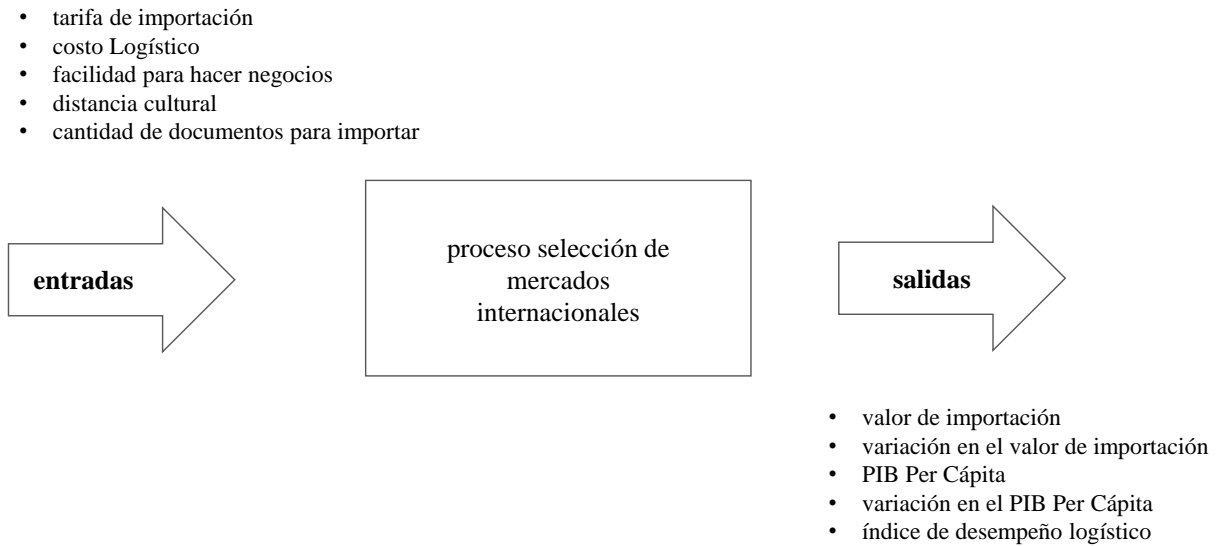 • tarifa de importación
• costo Logístico
• facilidad para hacer negocios
• distancia cultural
• cantidad de documentos para importar
entradas
proceso selección de
mercados
internacionales
salidas
• valor de importación
• variación en el valor de importación
• PIB Per Cápita
• variación en el PIB Per Cápita
• índice de desempeño logístico